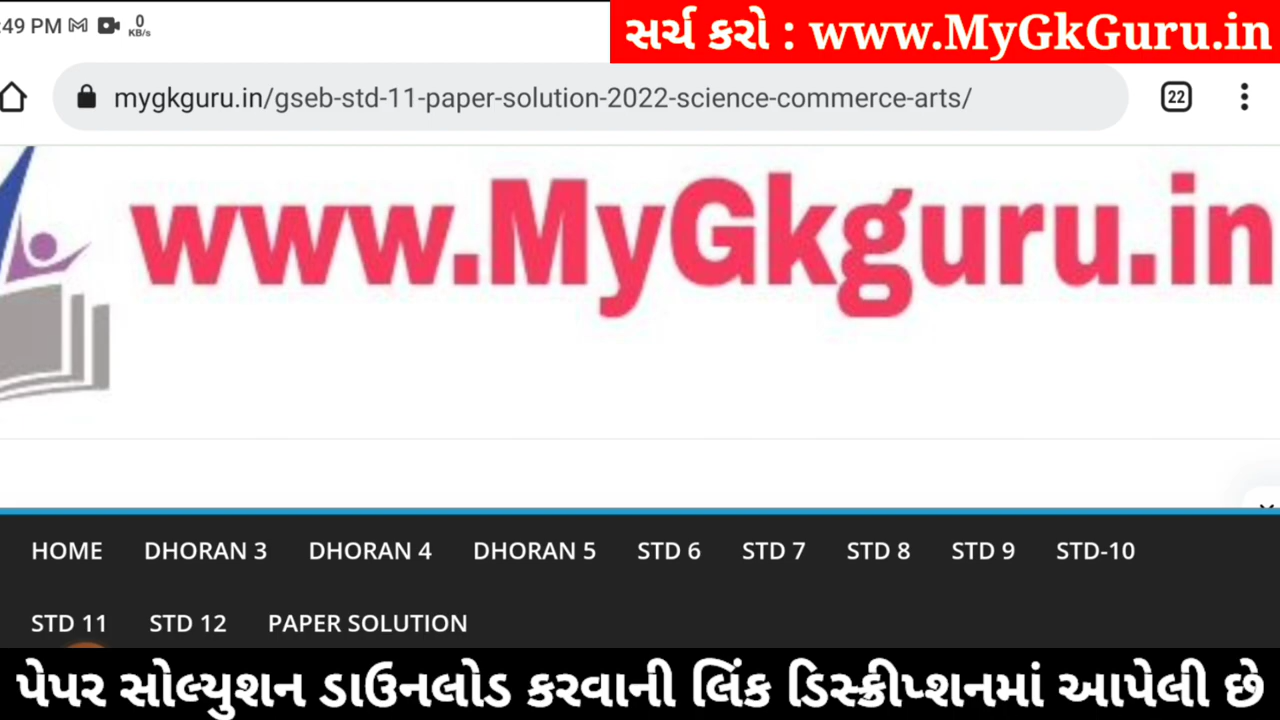 :49 PM 0 KB/s
સર્ચ કરો : www.MyGkGuru.in
mygkguru.in/gseb-std-11-paper-solution-2022-science-commerce-arts/ 22
www.MyGkguru.in
HOME DHORAN 3 DHORAN 4 DHORAN 5 STD 6 STD 7 STD 8 STD 9 STD-10
STD 11 STD 12 PAPER SOLUTION
પેપર સોલ્યુશન ડાઉનલોડ કરવાની લિંક ડિસ્ક્રીપ્શનમાં આપેલી છે